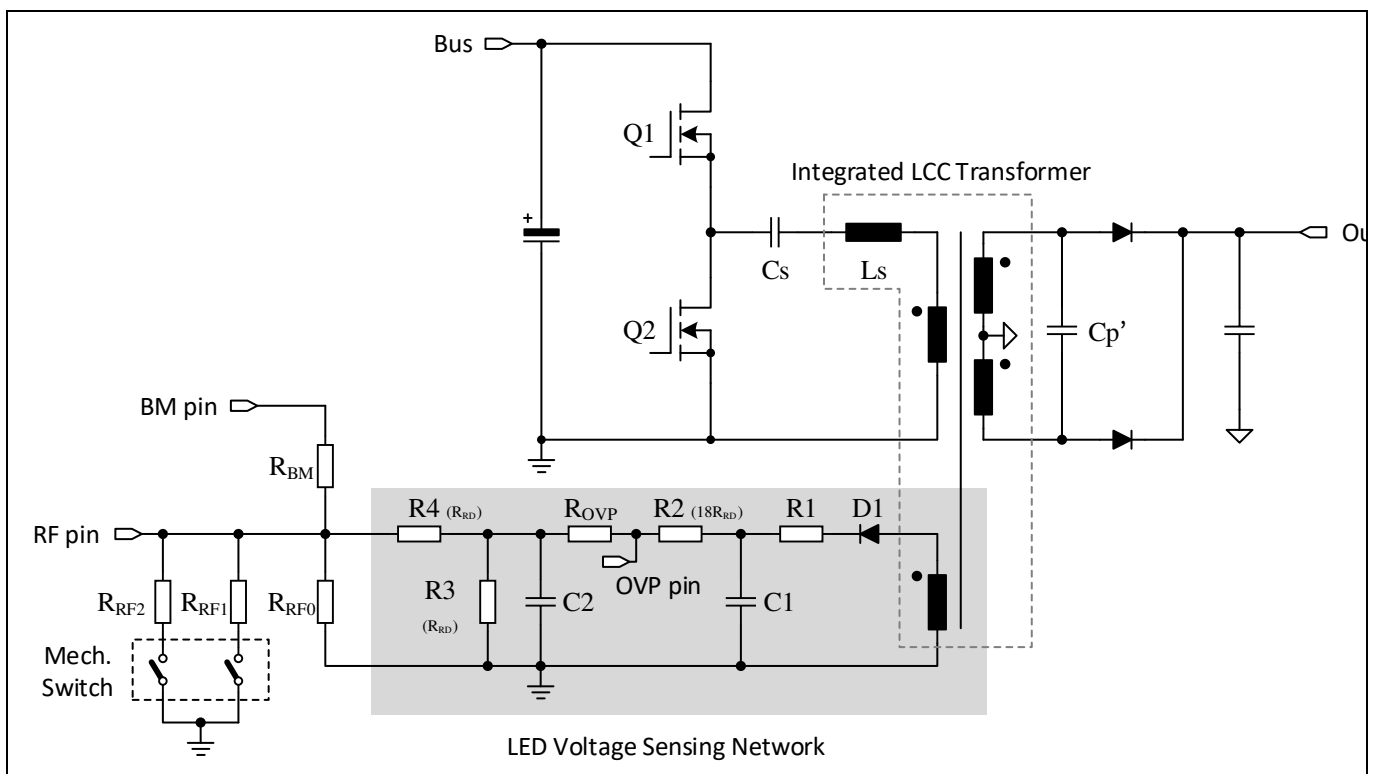 Bus
Q1
Integrated LCC Transformer
+
Cs
Ls
Ou
Q2
Cp’
BM pin
RBM
R4 (RRD)
ROVP
R2 (18RRD)
R1
D1
RF pin
OVP pin
RRF2
RRF1
RRF0
R3
(RRD)
C2
C1
Mech.
Switch
LED Voltage Sensing Network